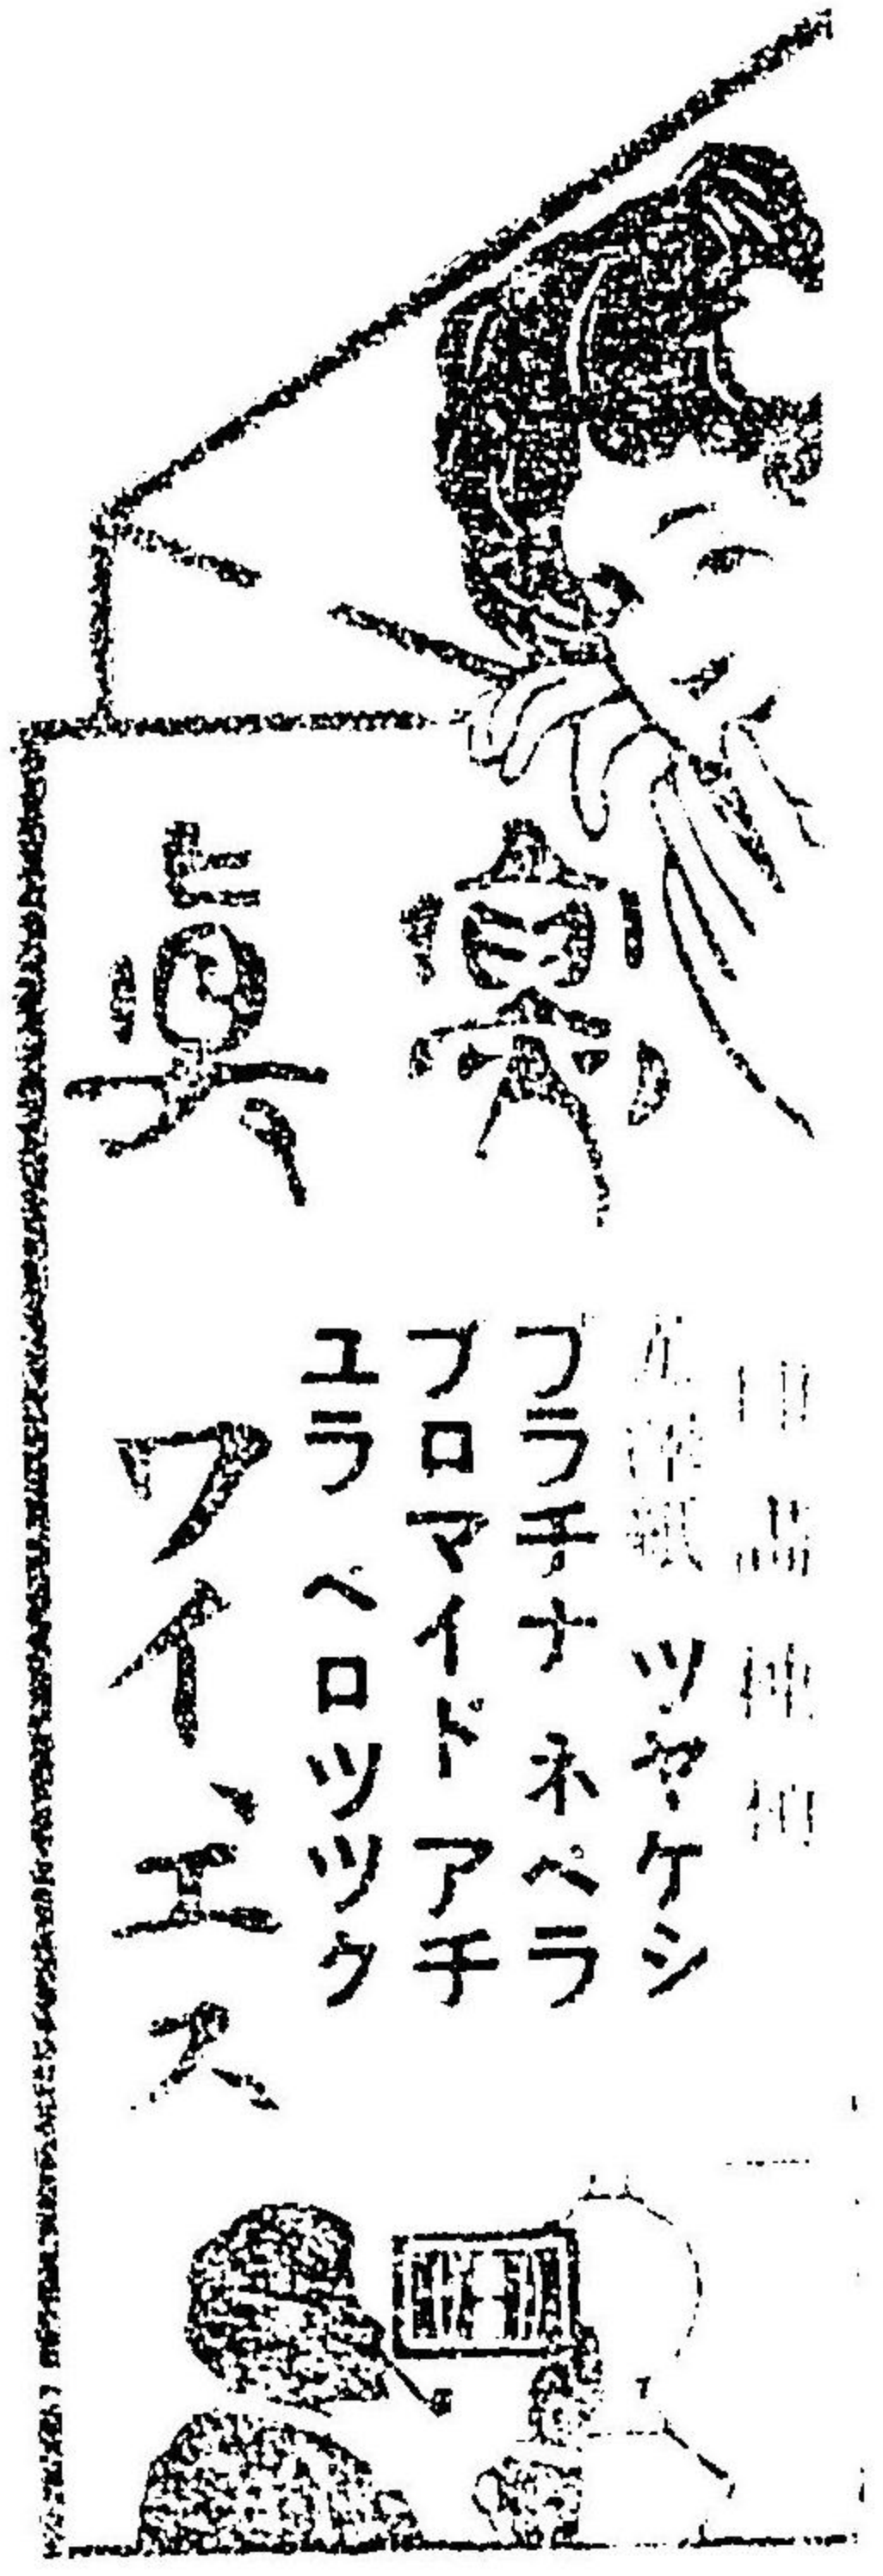 寫眞
ツヤケシ
プラチナ ネペラ
ブロマイド アチ
ユラ ベロツツク
ワイ、エス